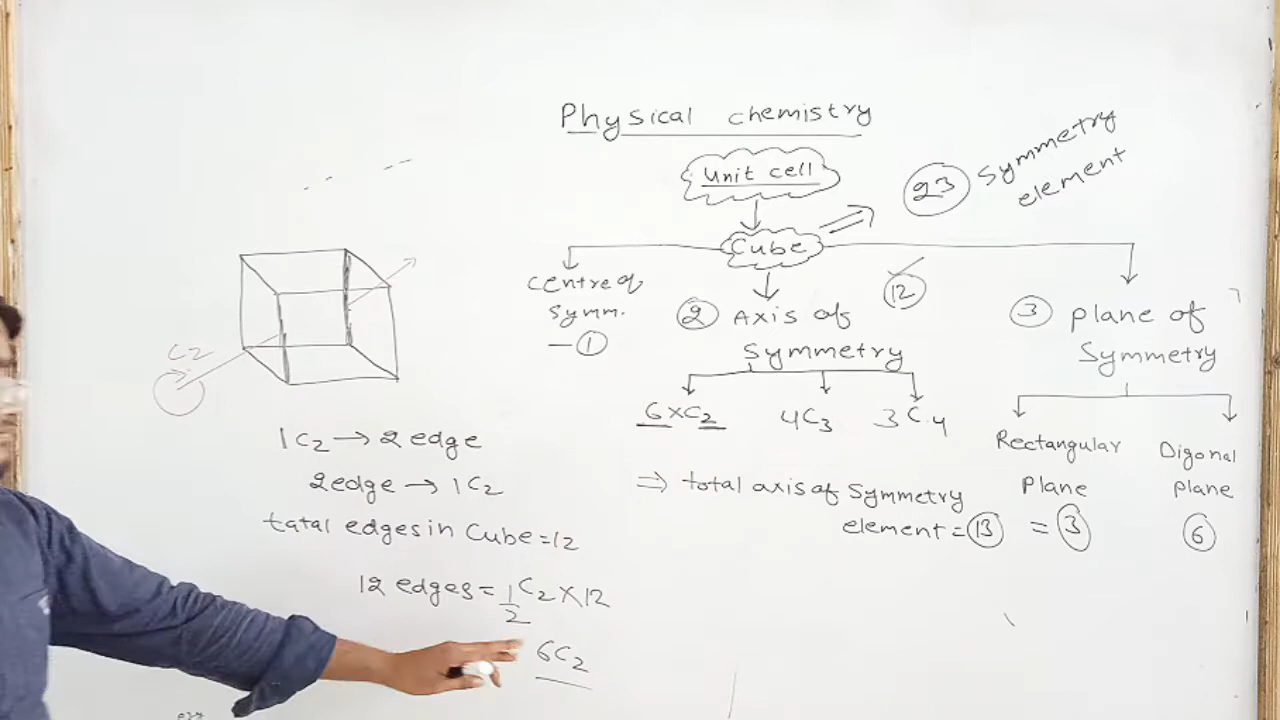 Physical chemistry
Unit cell
Cube
23 Symmetry
element
Centre of
Symm.
— 1
2 Axis of
Symmetry
12
6×C2 4C3 3C4
⇒ total axis of Symmetry
element = 13
3 plane of
Symmetry
Rectangular
Plane
= 3
Digonal
plane
6
C2
1C2 → 2 edge
2 edge → 1C2
tatal edges in Cube = 12
12 edges = 1/2 C2 × 12
6C2